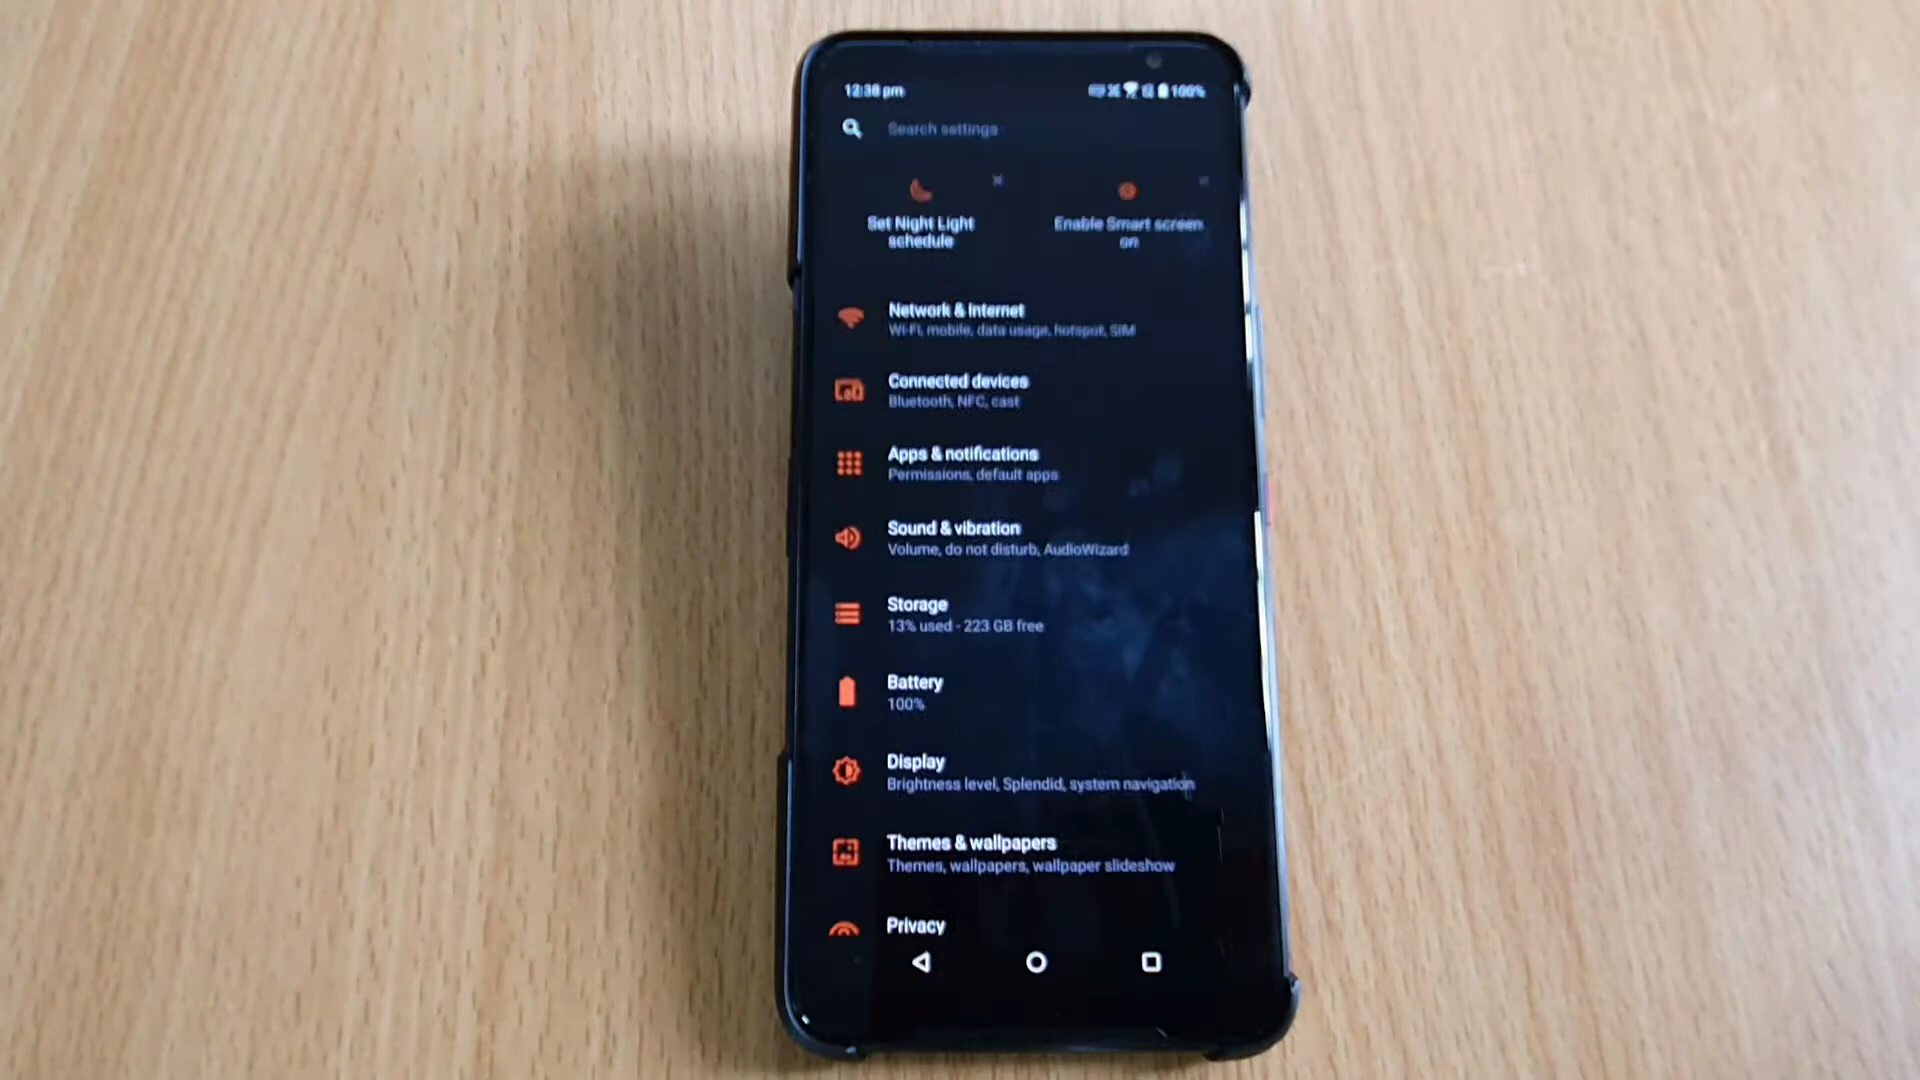 12:38 pm
100%
Search settings
Set Night Light
schedule
Enable Smart screen
on
Network & Internet
Wi-Fi, mobile, data usage, hotspot, SIM
Connected devices
Bluetooth, NFC, cast
Apps & notifications
Permissions, default apps
Sound & vibration
Volume, do not disturb, AudioWizard
Storage
13% used - 223 GB free
Battery
100%
Display
Brightness level, Splendid, system navigation
Themes & wallpapers
Themes, wallpapers, wallpaper slideshow
Privacy